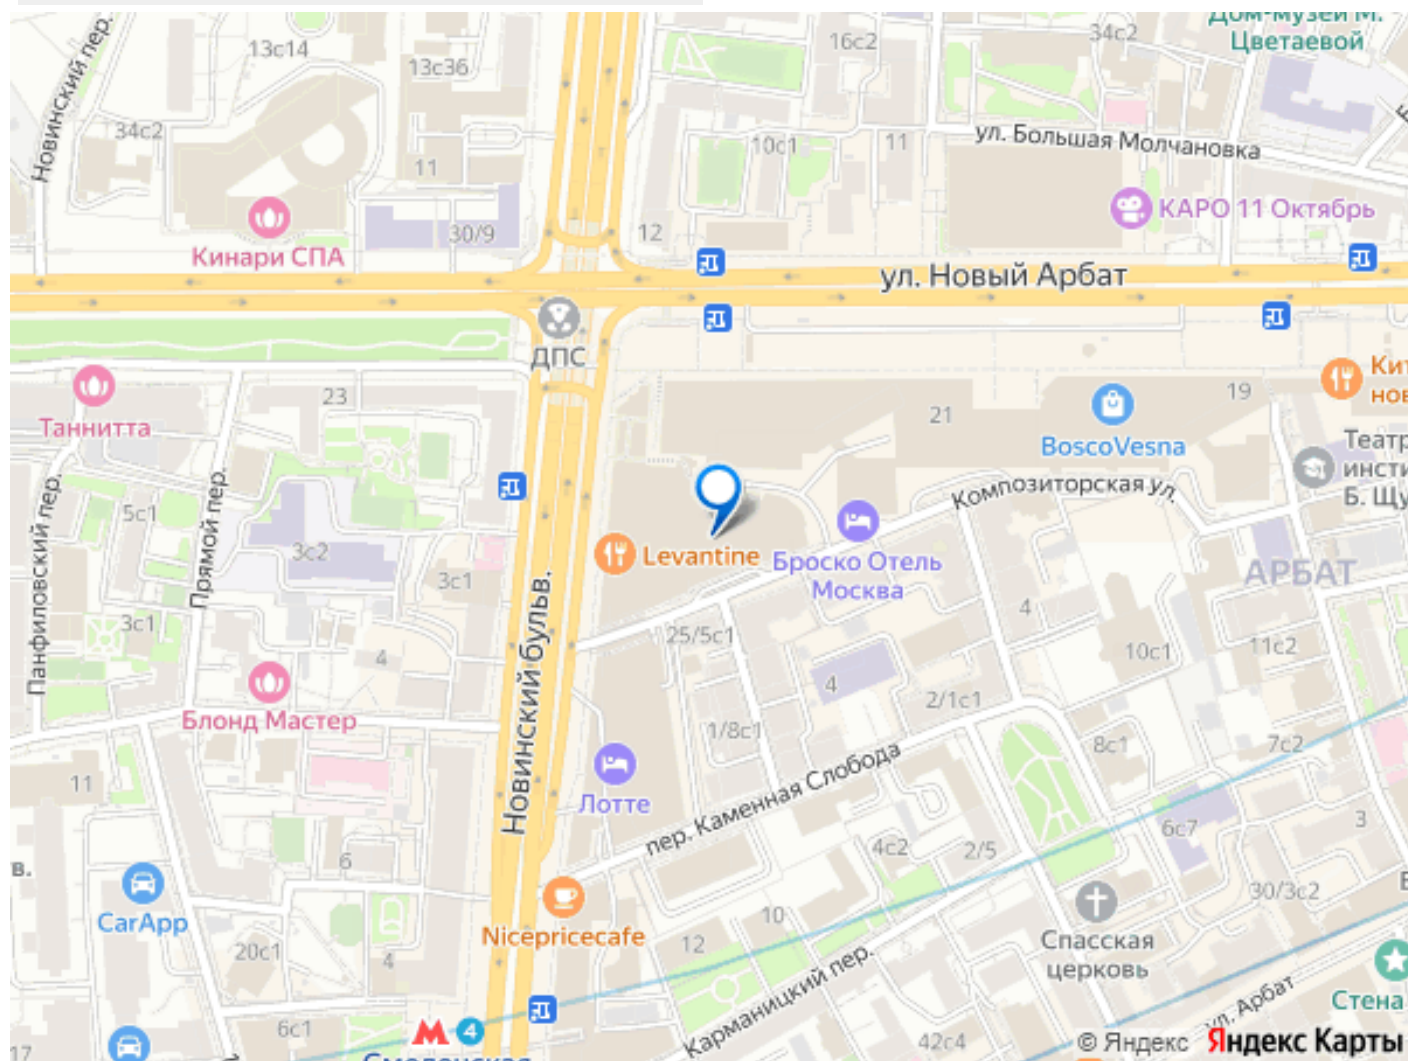 Дом-музей М.
Цветаевой
16с2
34с2
13с14
13с36
Новинский пер.
34с2
11
10с1
11
ул. Большая Молчановка
КАРО 11 Октябрь
30/9
12
Кинари СПА
ул. Новый Арбат
ДПС
23
21
19
BoscoVesna
Таннитта
Театр
инсти
Б. Щу
Композиторская ул.
5с1
Прямой пер.
Панфиловский пер.
3с2
3с1
Levantine
Броско Отель
Москва
АРБАТ
Новинский бульв.
3с1
4
25/5с1
4
4
10с1
11с2
Блонд Мастер
1/8с1
2/1с1
8с1
7с2
11
Лотте
пер. Каменная Слобода
6с7
3
в.
6
4с2
2/5
30/3с2
CarApp
Nicepricecafe
10
12
Спасская
церковь
20с1
4
Карманицкий пер.
Стена
ул. Арбат
6с1
4
17
Смоленская
42с4
© Яндекс
Яндекс Карты